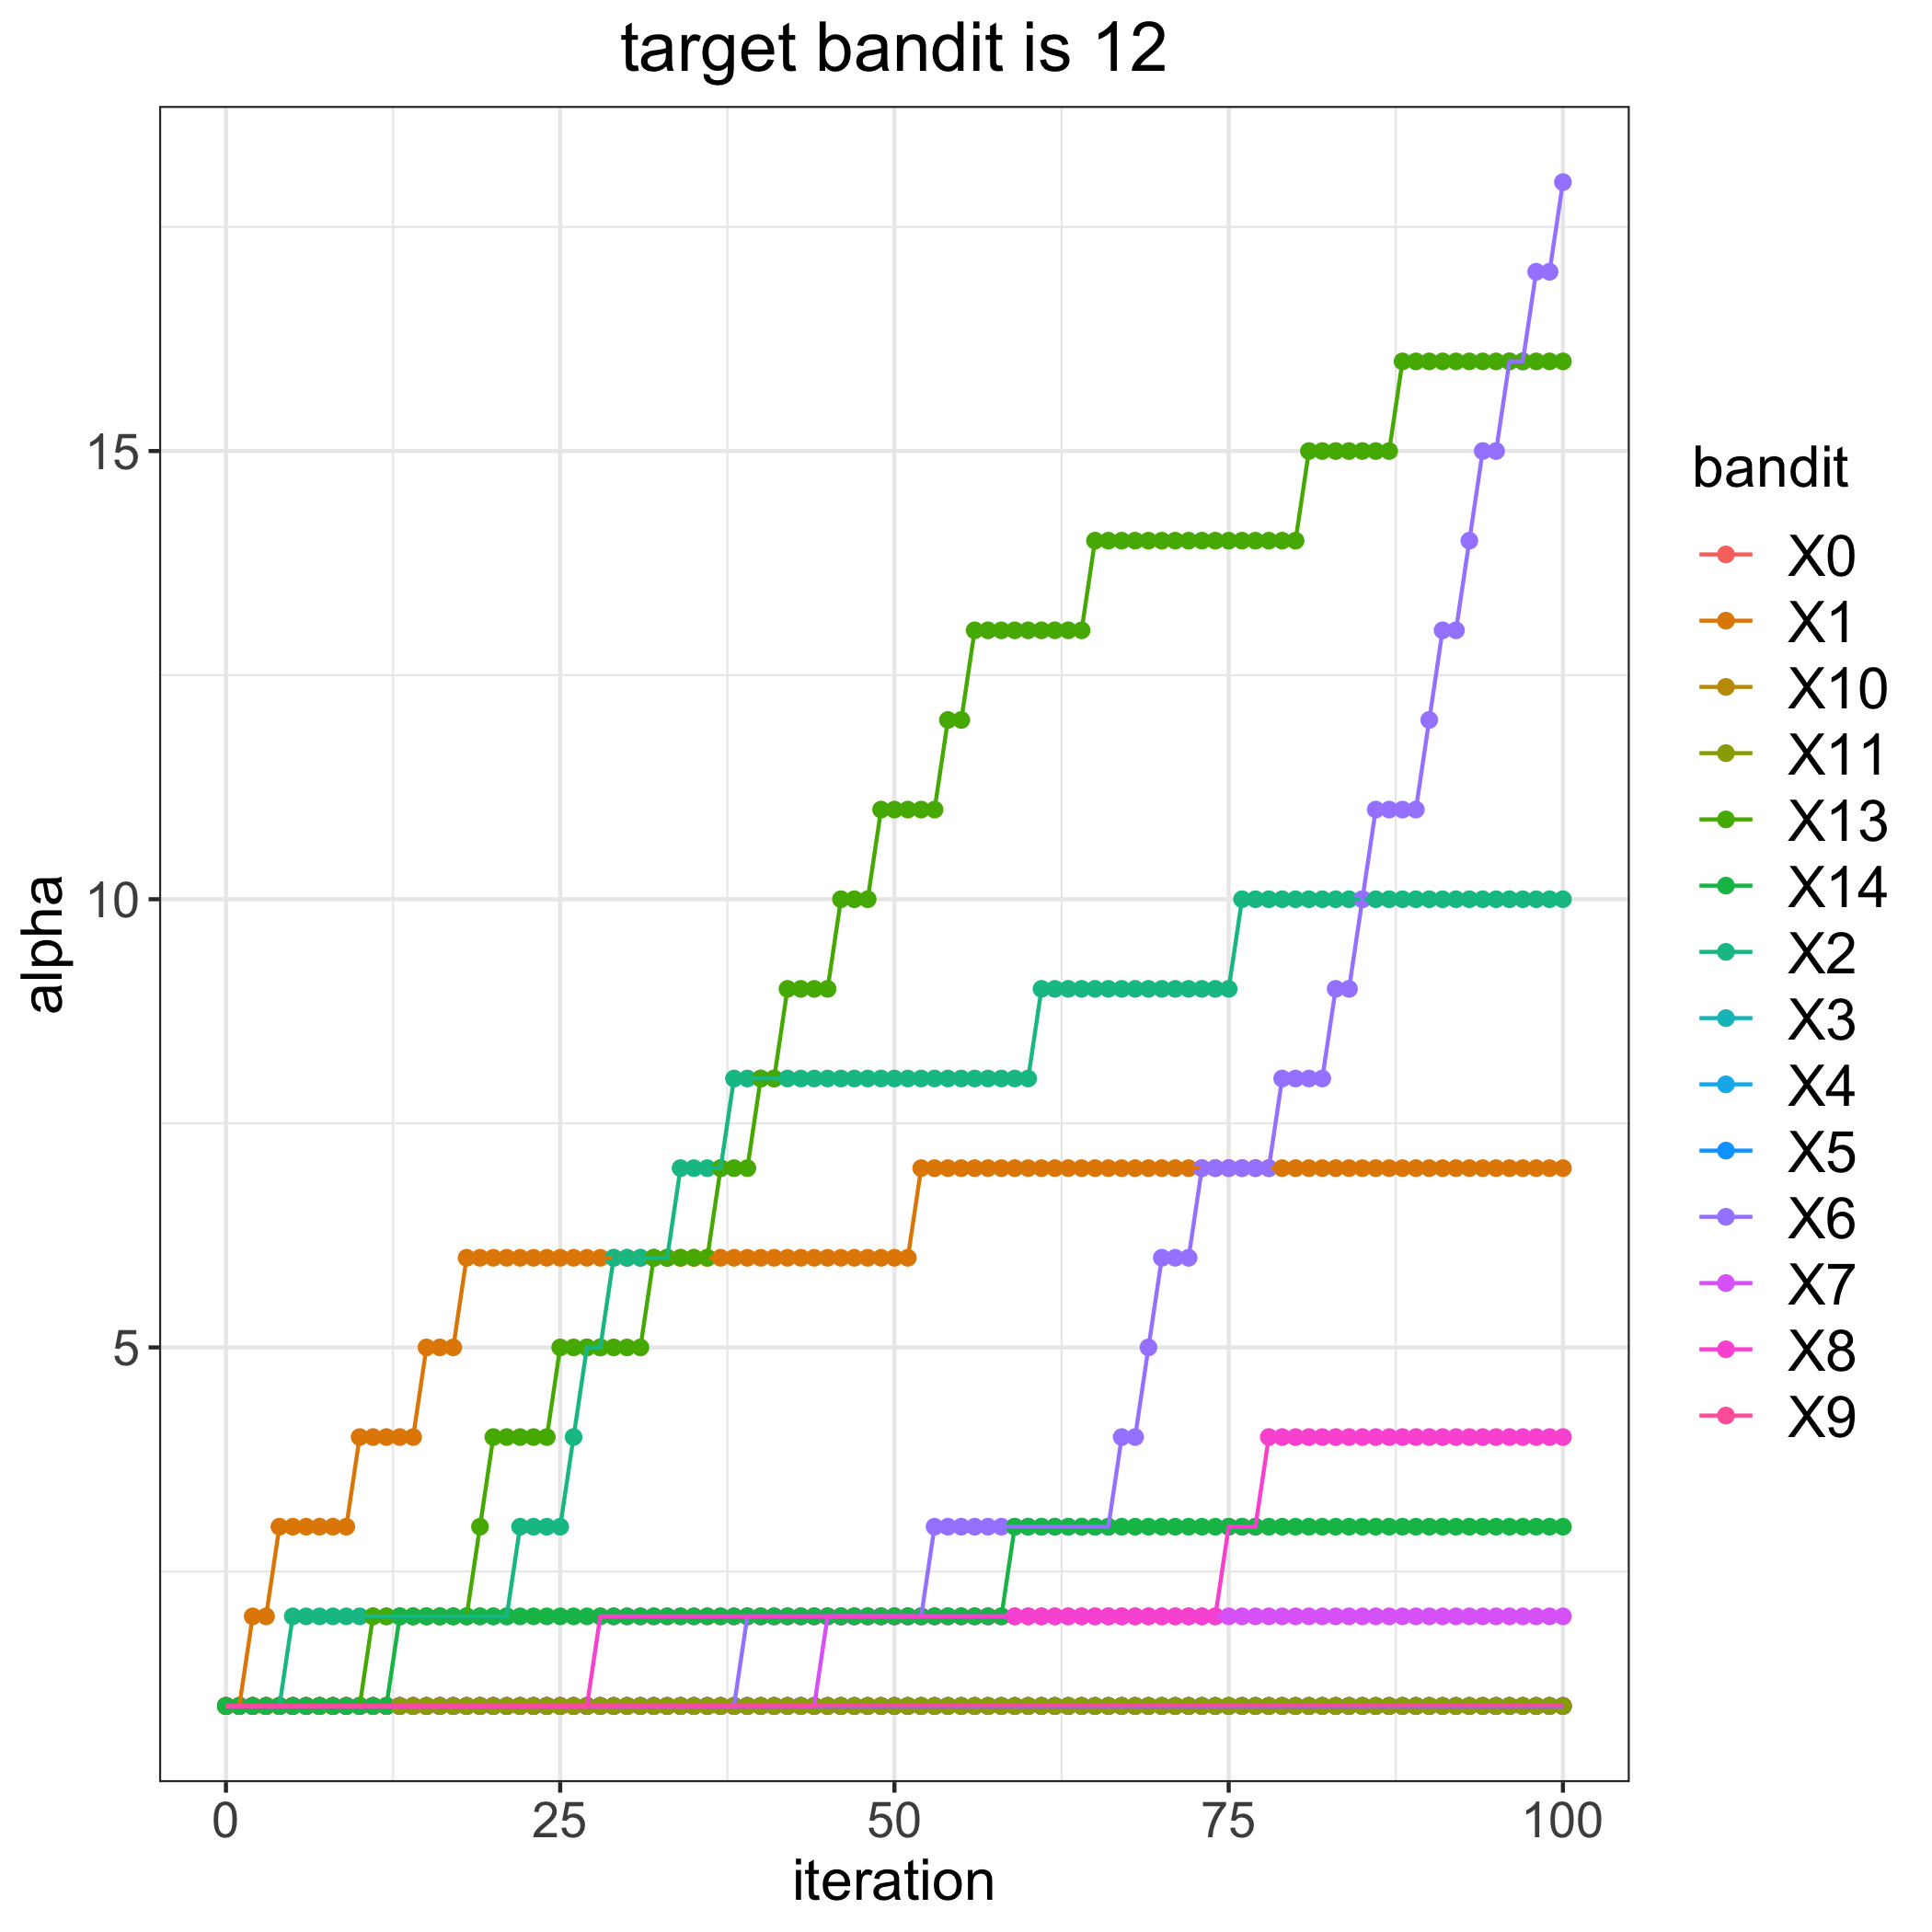 target bandit is 12
15
10
5
alpha
0 25 50 75 100
iteration
bandit
X0
X1
X10
X11
X13
X14
X2
X3
X4
X5
X6
X7
X8
X9